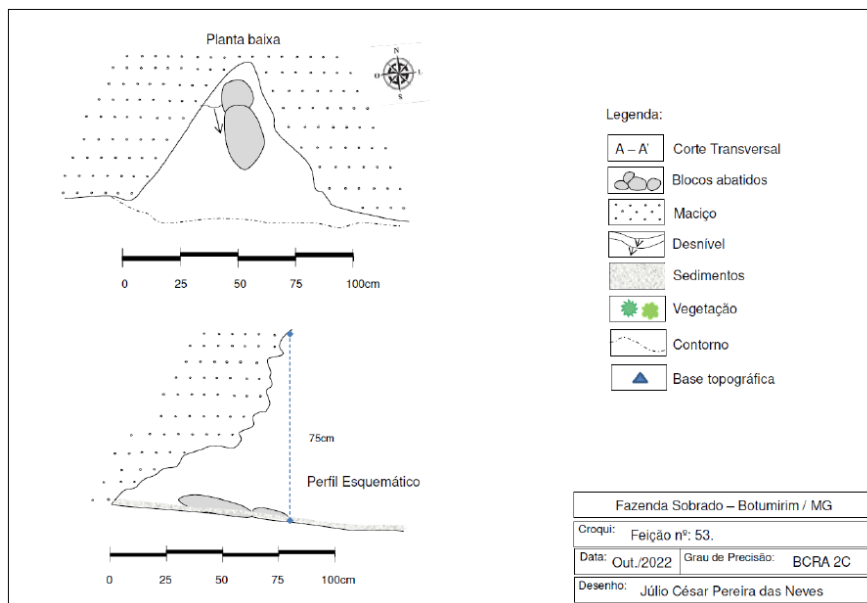 Planta baixa
N
O L
S
0 25 50 75 100cm
75cm
Perfil Esquemático
0 25 50 75 100cm
Legenda:
A – A' Corte Transversal
Blocos abatidos
Maciço
Desnível
Sedimentos
Vegetação
Contorno
Base topográfica
Fazenda Sobrado – Botumirim / MG
Croqui: Feição nº: 53.
Data: Out./2022 Grau de Precisão: BCRA 2C
Desenho: Júlio César Pereira das Neves